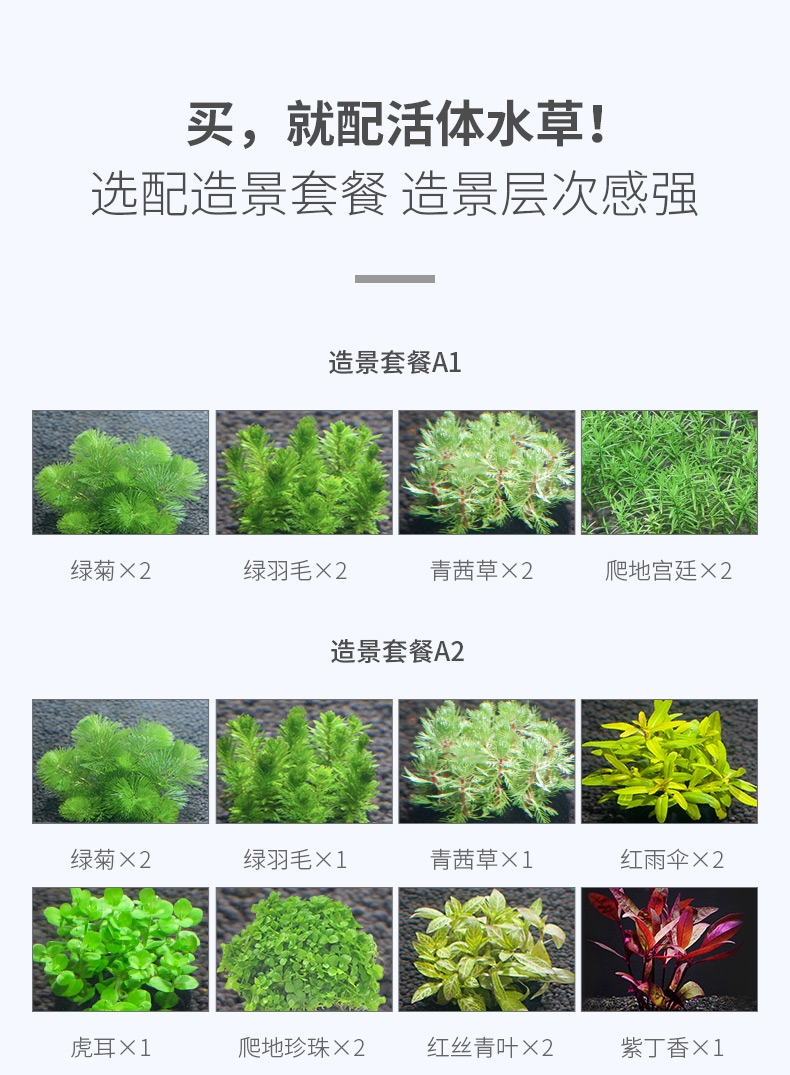 买，就配活体水草！
选配造景套餐 造景层次感强
造景套餐A1
绿菊×2 绿羽毛×2 青茜草×2 爬地宫廷×2
造景套餐A2
绿菊×2 绿羽毛×1 青茜草×1 红雨伞×2
虎耳×1 爬地珍珠×2 红丝青叶×2 紫丁香×1